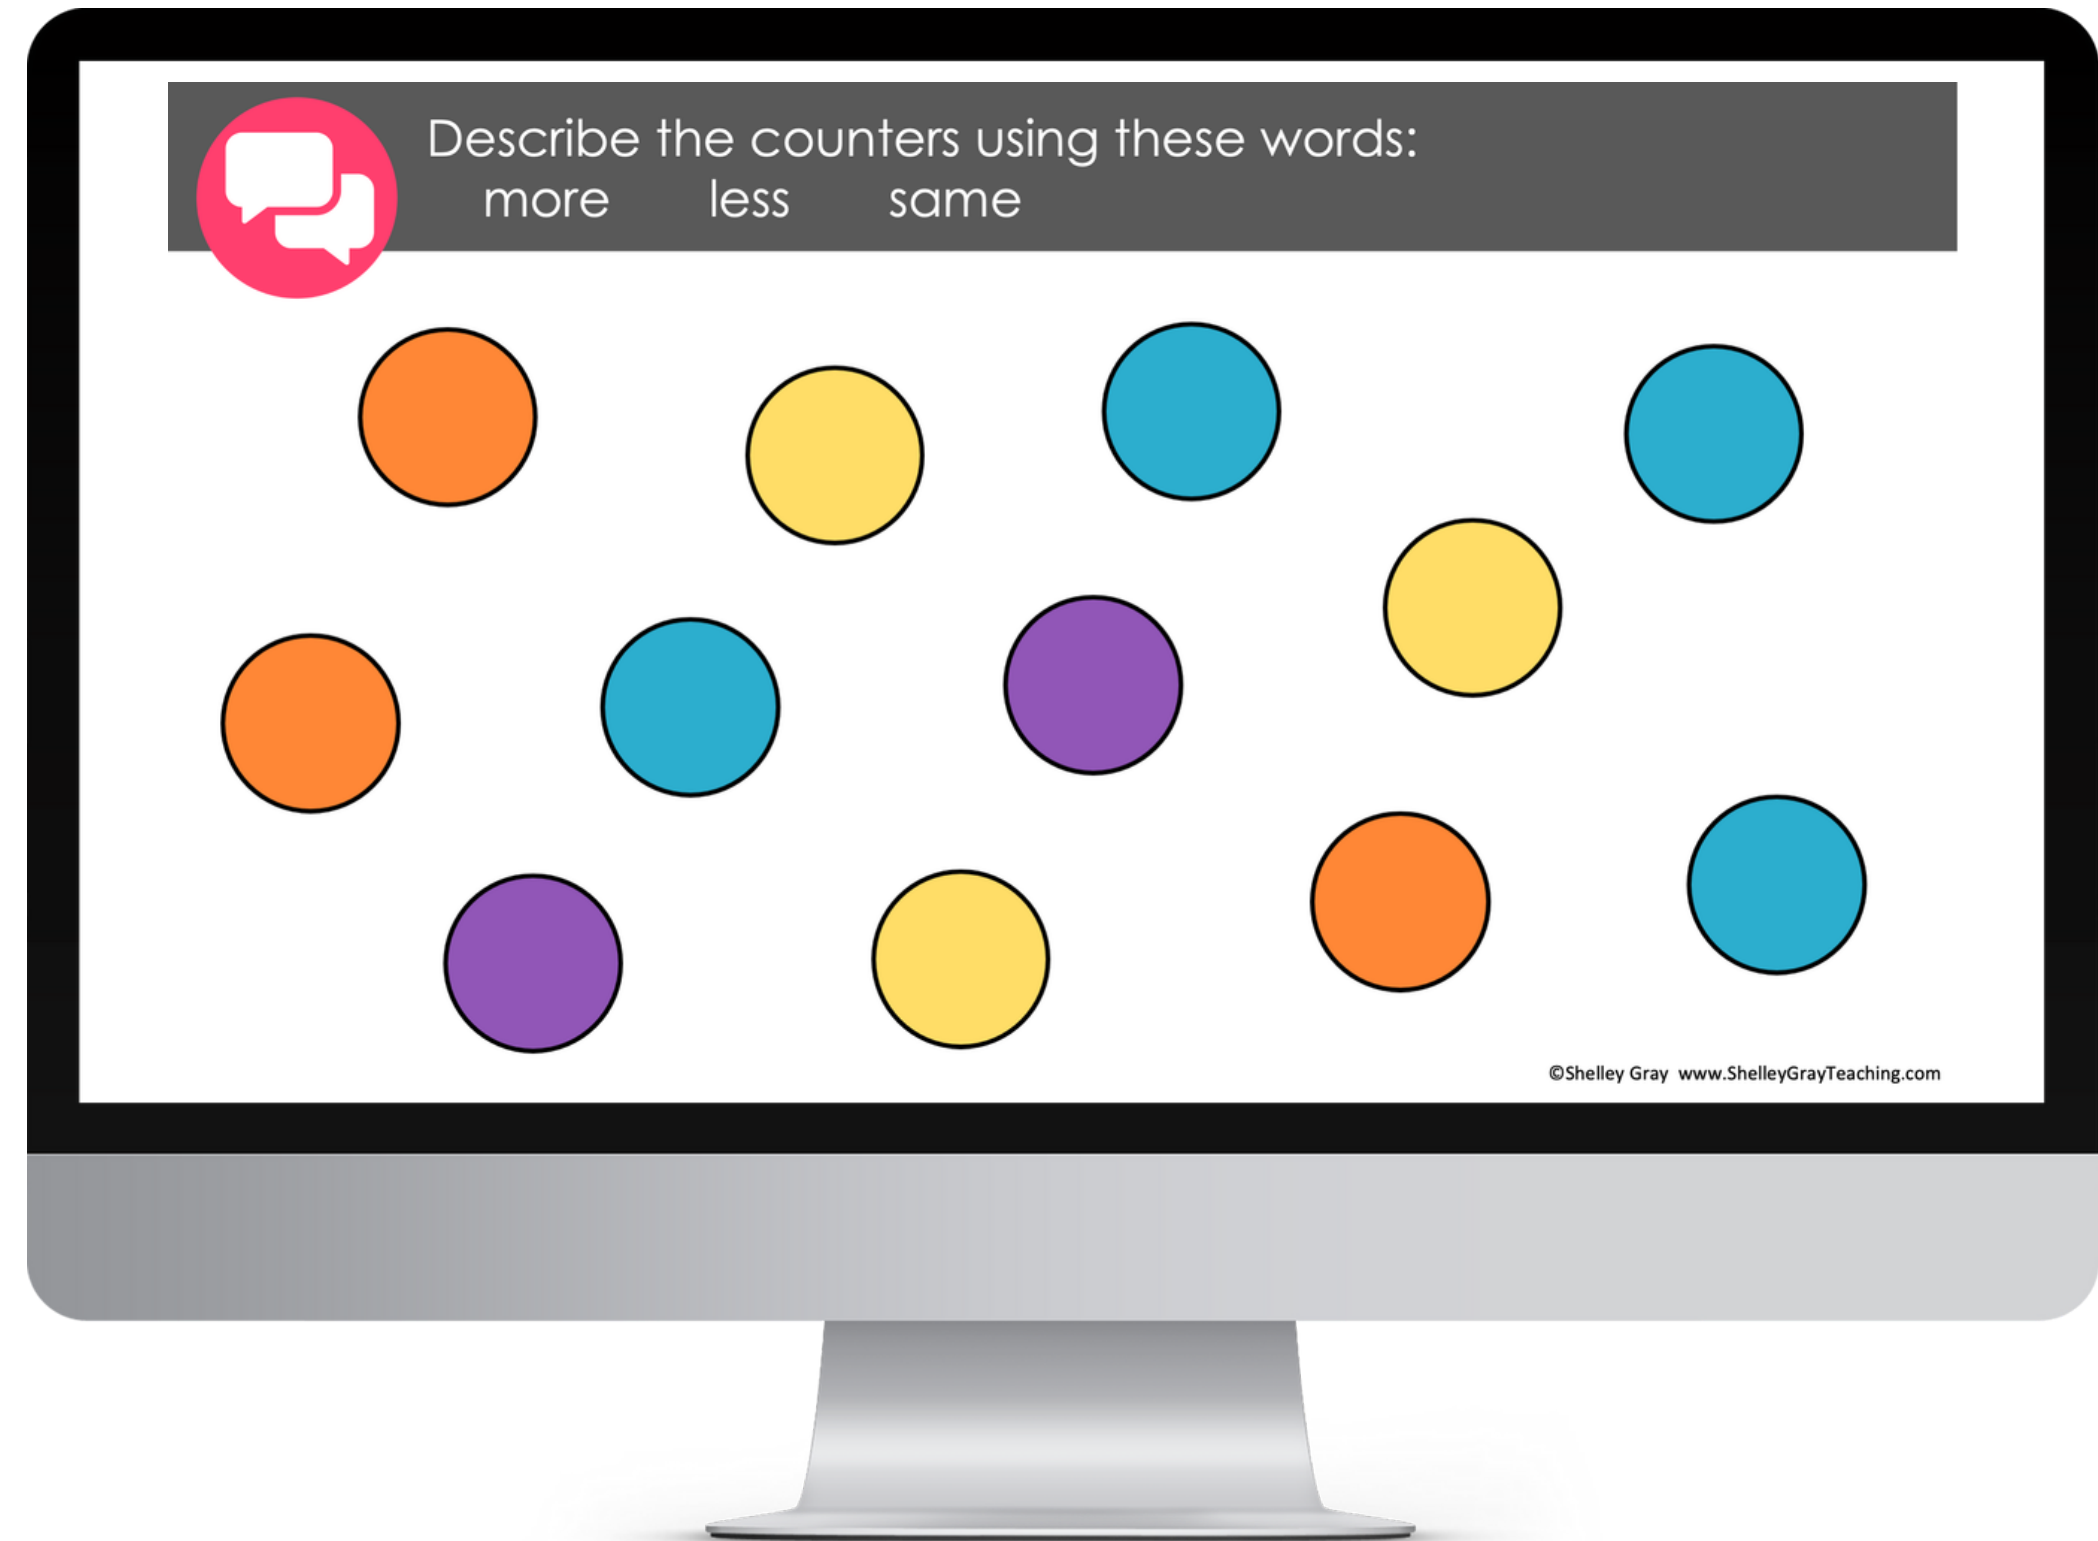 Describe the counters using these words:
more less same
©Shelley Gray www.ShelleyGrayTeaching.com